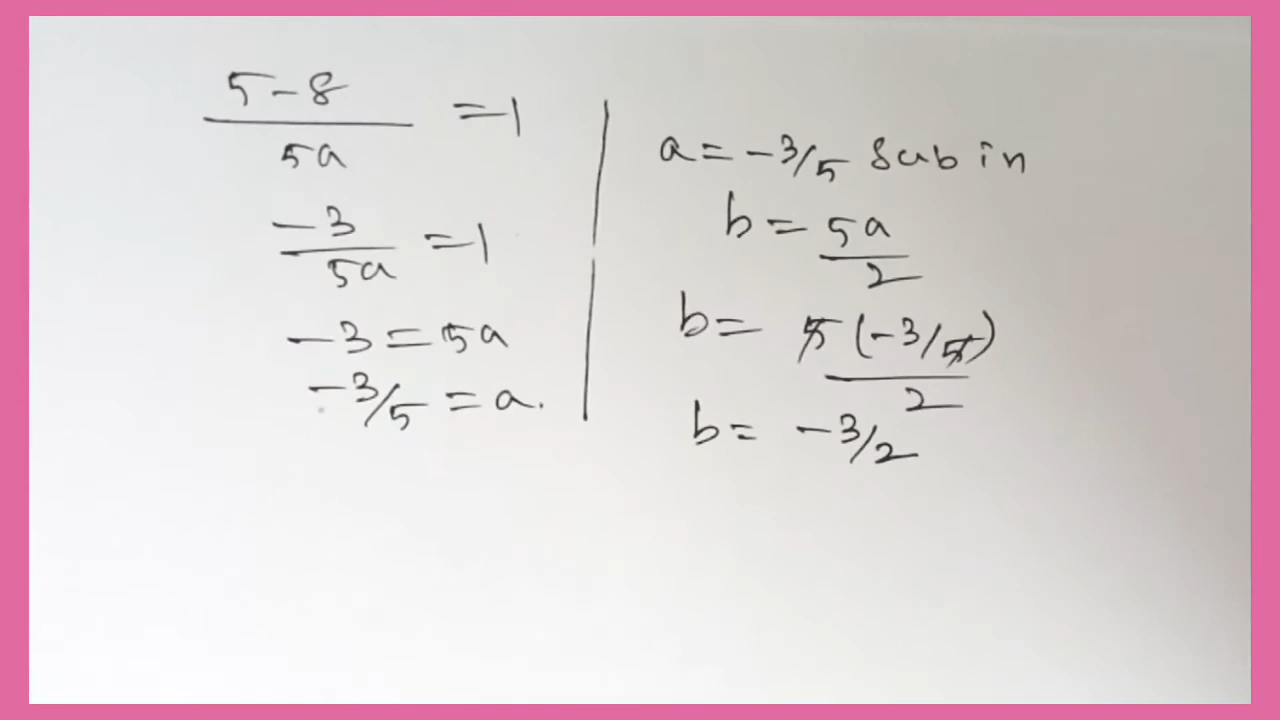 5-8/5a =1
-3/5a =1
-3=5a
-3/5 = a.
a=-3/5 Sub in
b= 5a/2
b= 5(-3/5)/2
b= -3/2